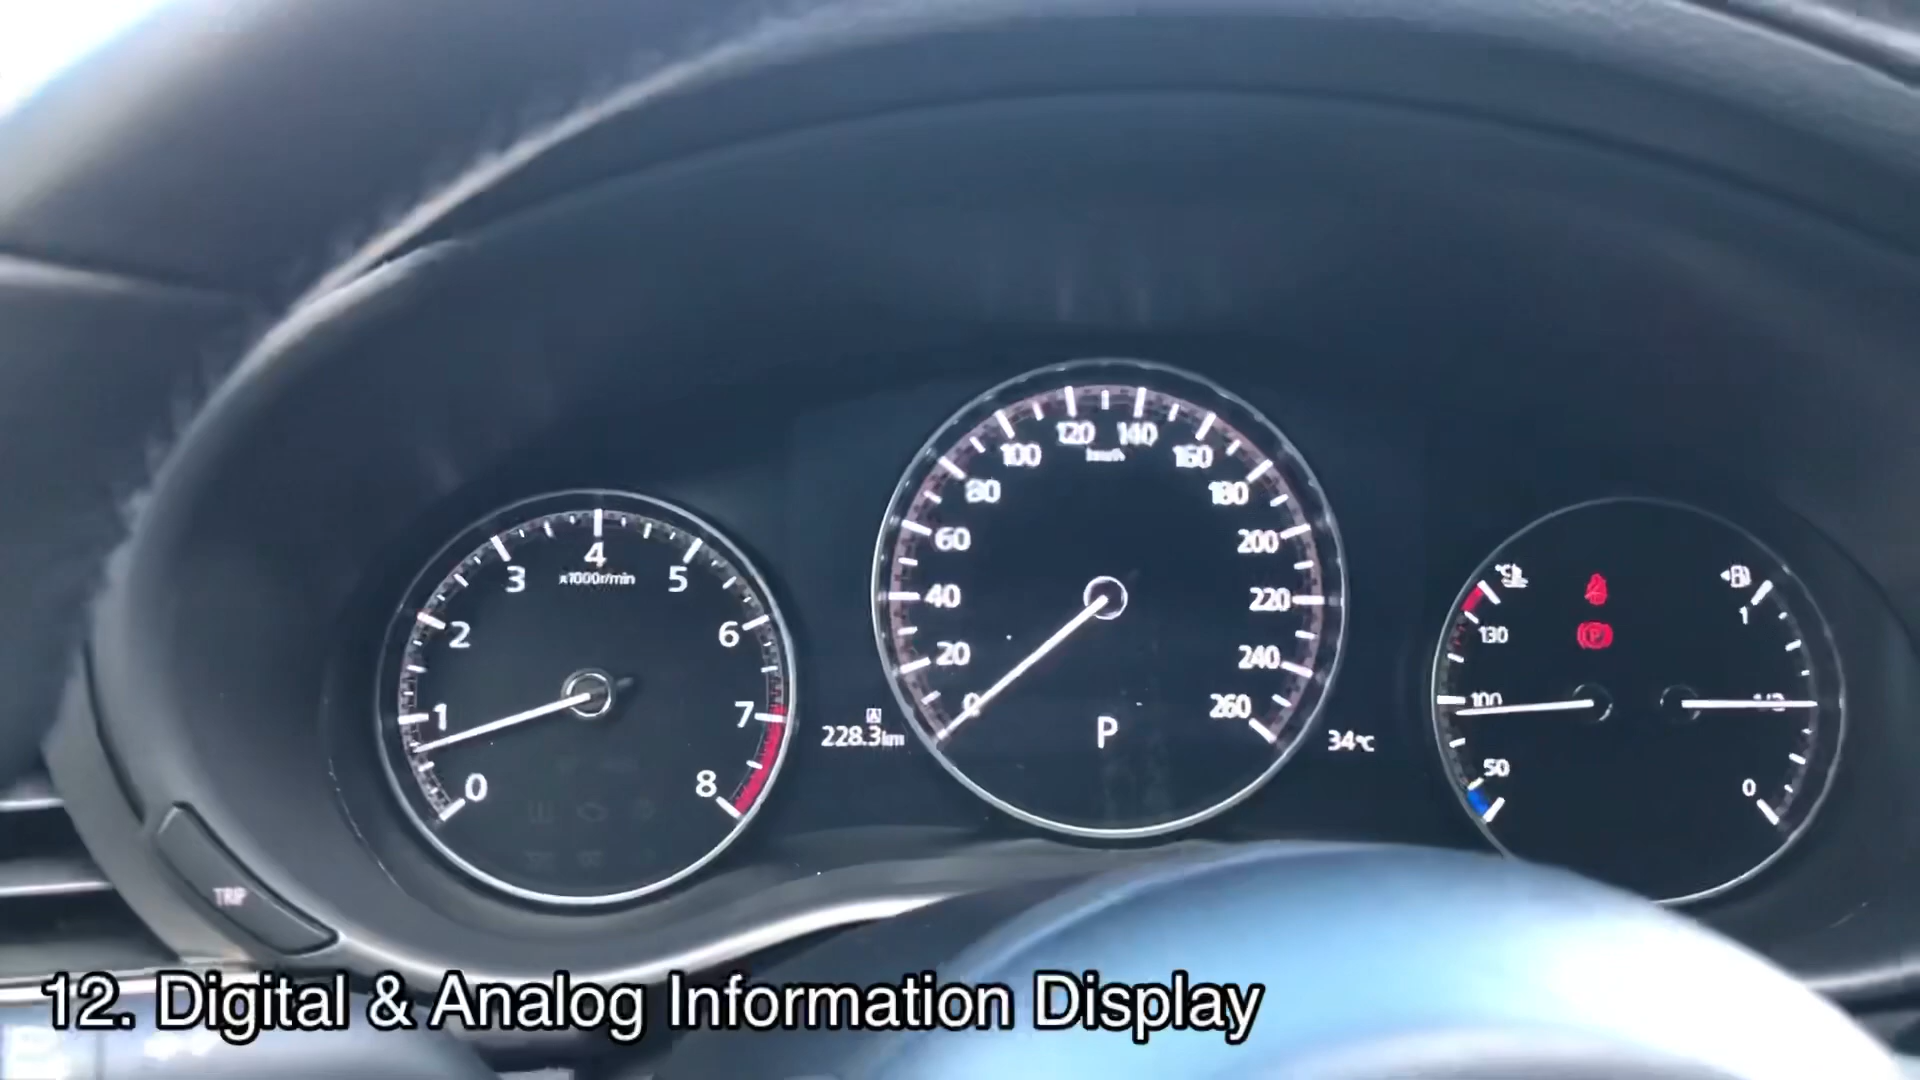 120 140
100 km/h 160
80 180
4
60 200
3 x1000r/min 5
40 220
2 6
130 1
20 240
100
1 7
0 260
A
228.3km P 34℃
50
0 8 0
TRIP
12. Digital & Analog Information Display